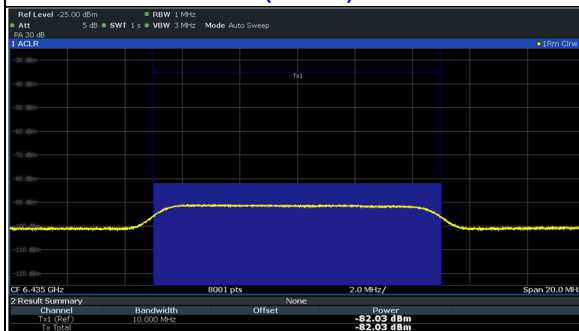 Ref Level -25.00 dBm RBW 1 MHz
Att 5 dB SWT 1 s VBW 3 MHz Mode Auto Sweep
PA 30 dB
1 ACLR 1Rm Clrw
-30 dBm
Tx1
-40 dBm
-50 dBm
-60 dBm
-70 dBm
-80 dBm
-90 dBm
-100 dBm
-110 dBm
-120 dBm
CF 6.435 GHz 8001 pts 2.0 MHz/ Span 20.0 MH
2 Result Summary None
Channel Bandwidth Offset Power
Tx1 (Ref) 10.000 MHz -82.03 dBm
Tx Total -82.03 dBm